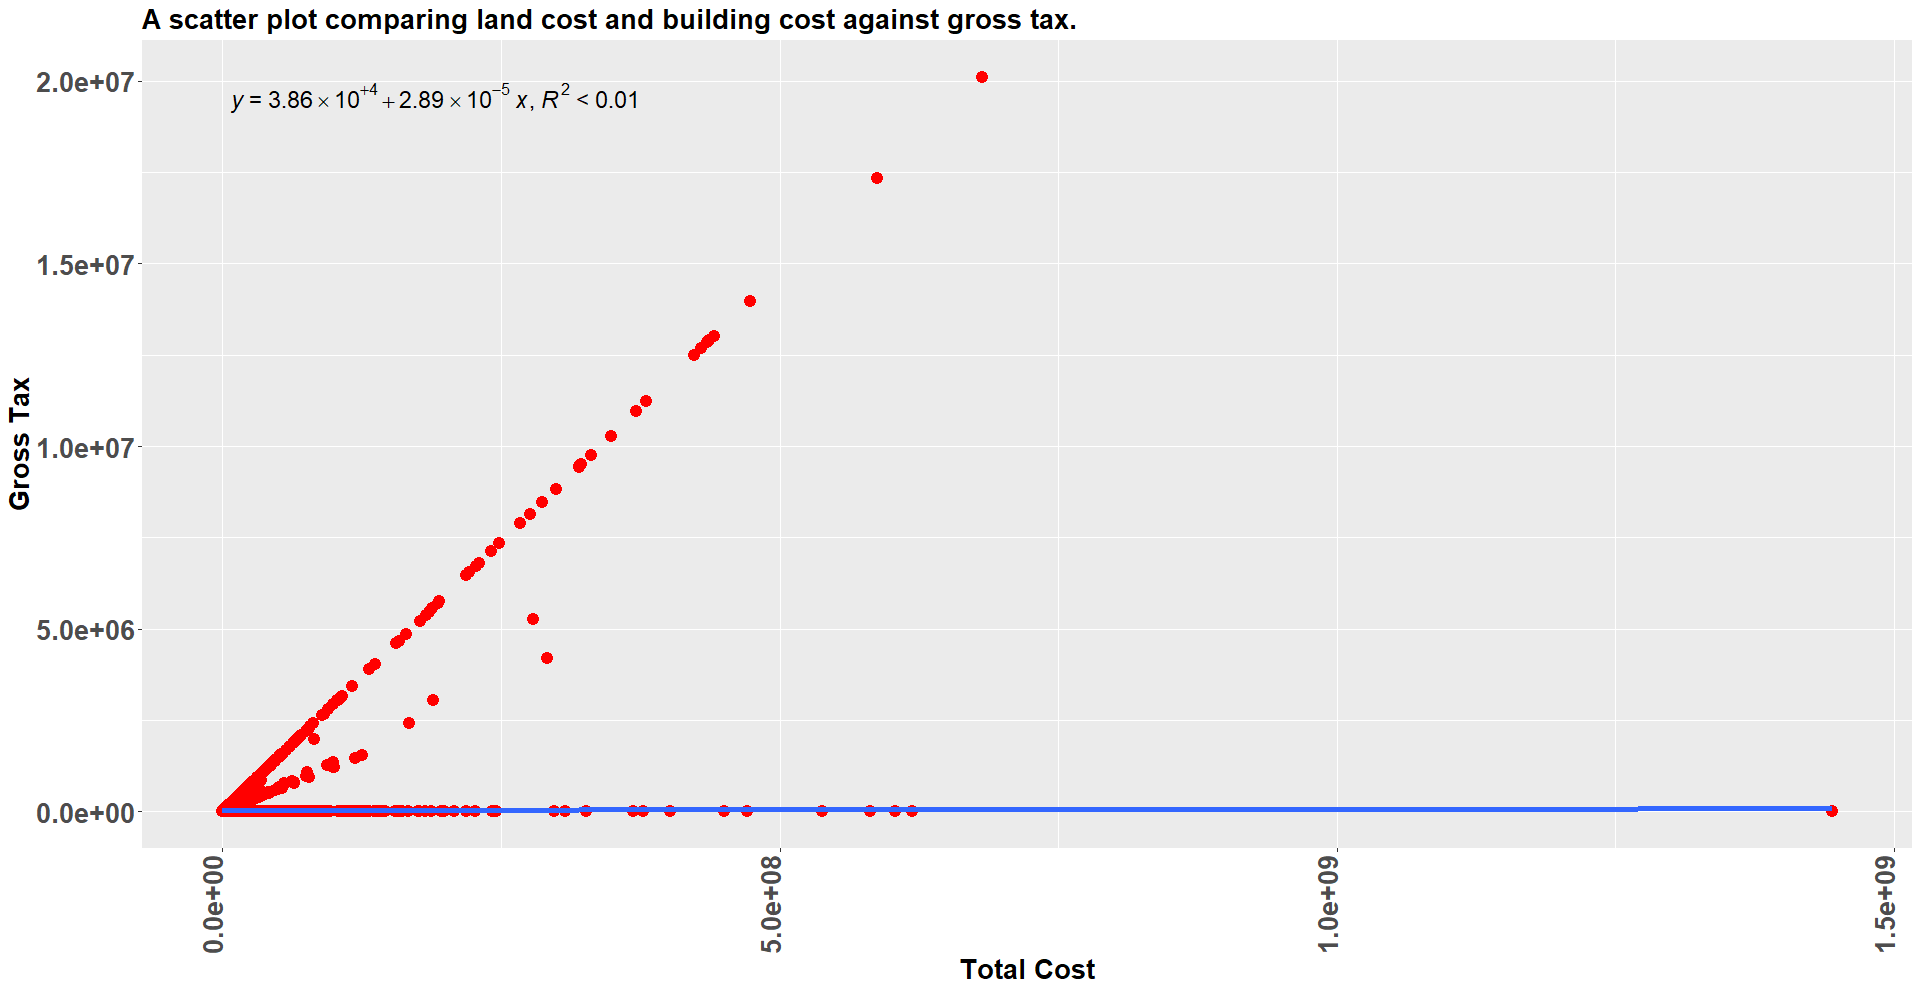 A scatter plot comparing land cost and building cost against gross tax.
2.0e+07
y = 3.86 × 10⁺⁴ + 2.89 × 10⁻⁵ x, R² < 0.01
1.5e+07
Gross Tax
1.0e+07
5.0e+06
0.0e+00
0.0e+00 5.0e+08 1.0e+09 1.5e+09
Total Cost